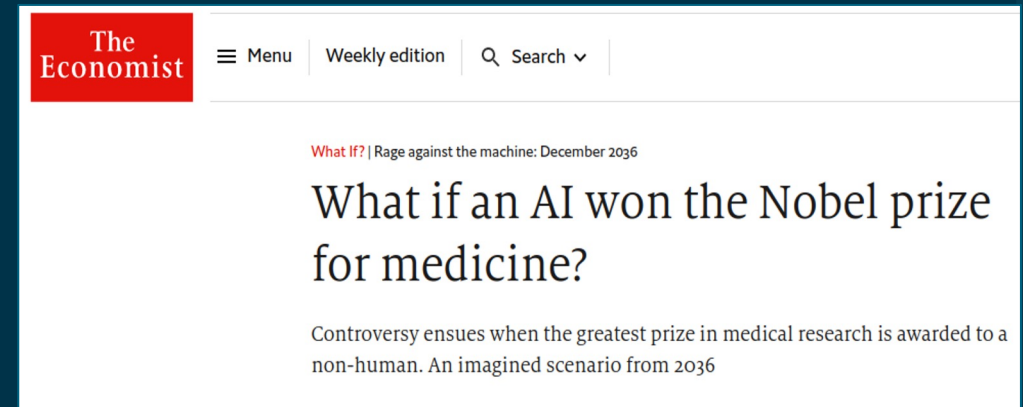 The
Economist
Menu
Weekly edition
Search
What If? | Rage against the machine: December 2036
What if an AI won the Nobel prize
for medicine?
Controversy ensues when the greatest prize in medical research is awarded to a
non-human. An imagined scenario from 2036